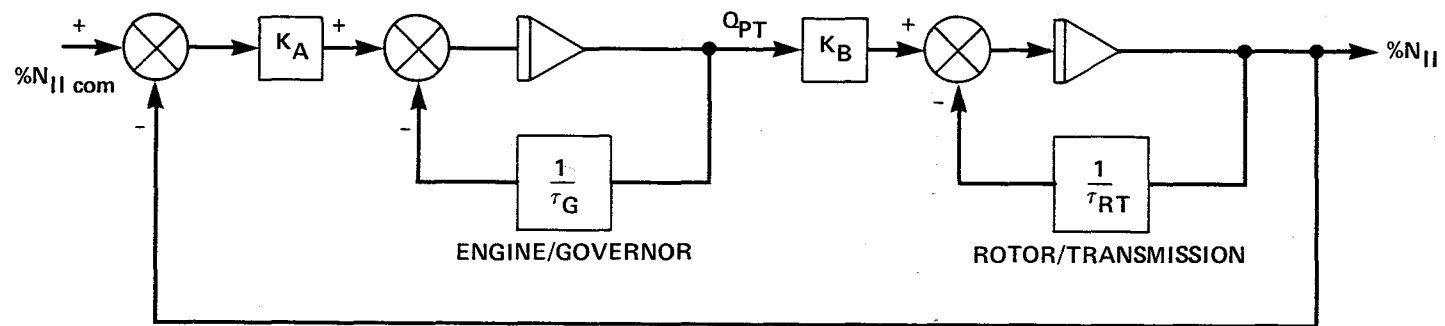 +
%N_II com
-
K_A
+
-
Q_PT
K_B
+
-
%N_II
1
τ_G
1
τ_RT
ENGINE/GOVERNOR
ROTOR/TRANSMISSION